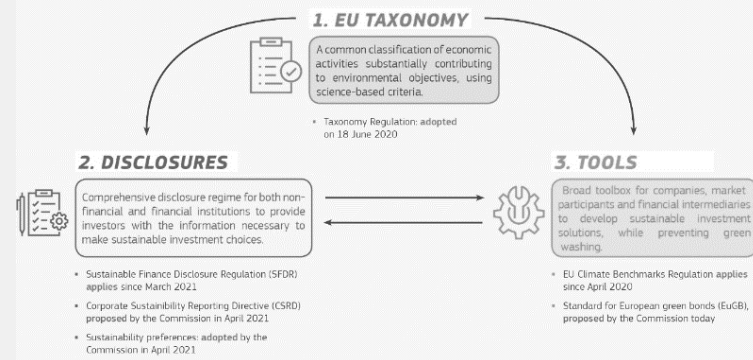 1. EU TAXONOMY
A common classification of economic
activities substantially contributing
to environmental objectives, using
science-based criteria.
• Taxonomy Regulation: adopted
on 18 June 2020
2. DISCLOSURES
Comprehensive disclosure regime for both non-
financial and financial institutions to provide
investors with the information necessary to
make sustainable investment choices.
• Sustainable Finance Disclosure Regulation (SFDR)
applies since March 2021
• Corporate Sustainibility Reporting Directive (CSRD)
proposed by the Commission in April 2021
• Sustainability preferences: adopted by the
Commission in April 2021
3. TOOLS
Broad toolbox for companies, market
participants and financial intermediaries
to develop sustainable investment
solutions, while preventing green
washing.
• EU Climate Benchmarks Regulation applies
since April 2020
• Standard for European green bonds (EuGB),
proposed by the Commission today